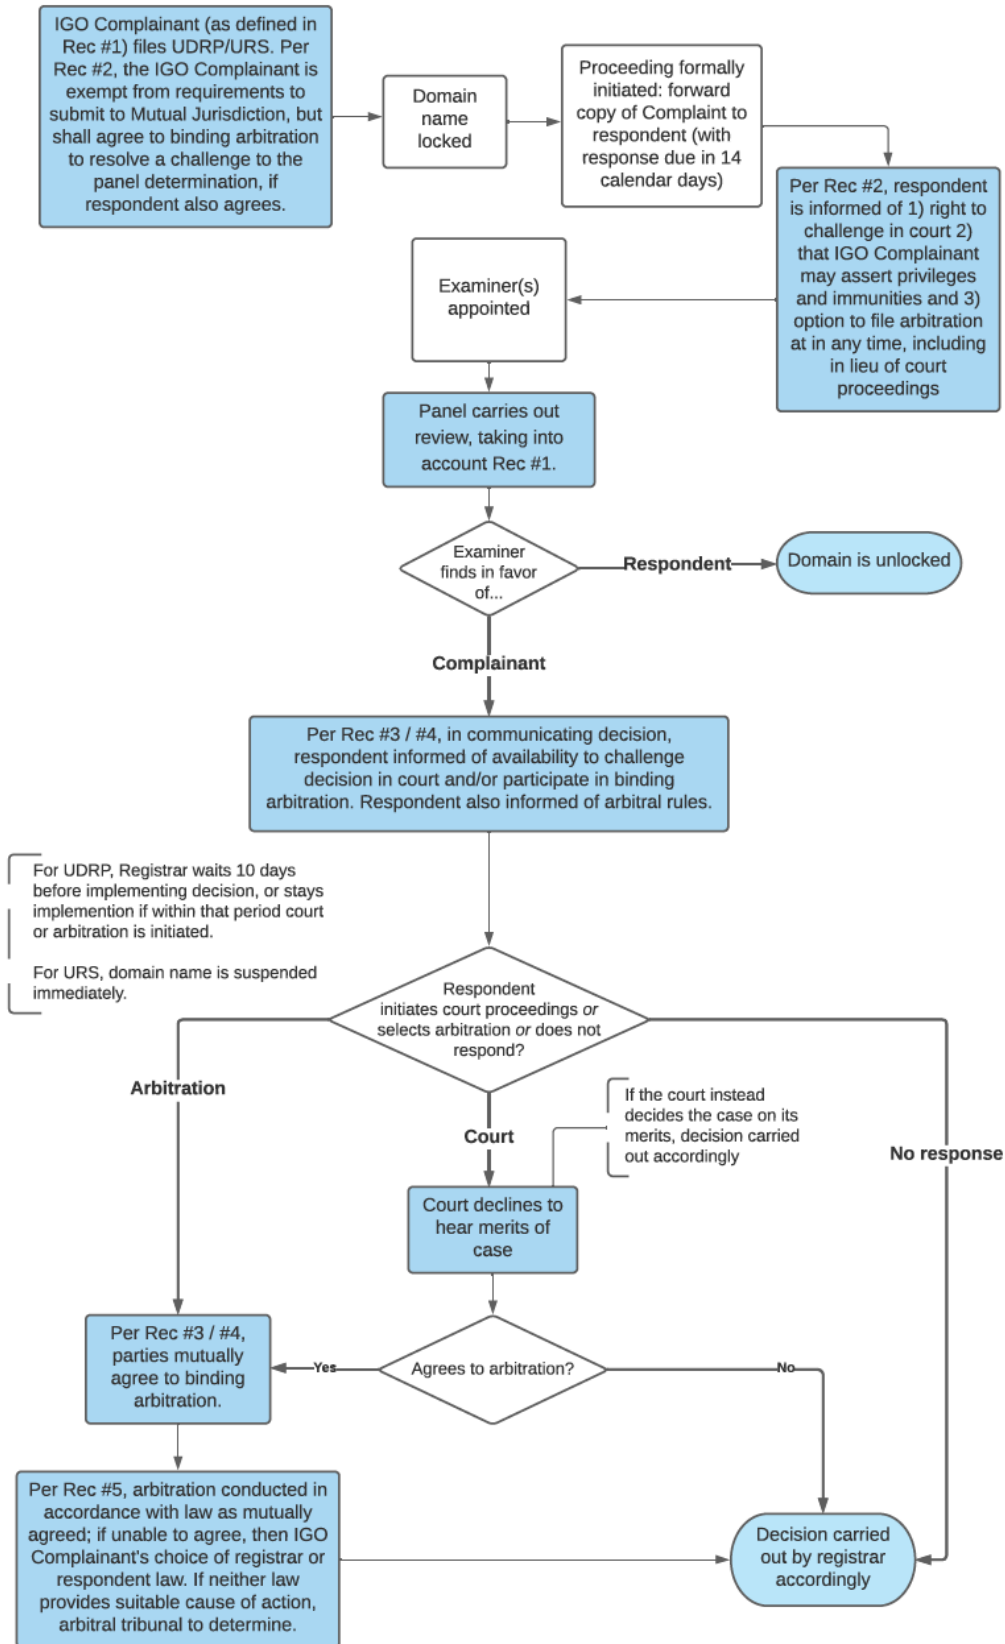 IGO Complainant (as defined in
Rec #1) files UDRP/URS. Per
Rec #2, the IGO Complainant is
exempt from requirements to
submit to Mutual Jurisdiction, but
shall agree to binding arbitration
to resolve a challenge to the
panel determination, if
respondent also agrees.
Domain
name
locked
Proceeding formally
initiated: forward
copy of Complaint to
respondent (with
response due in 14
calendar days)
Per Rec #2, respondent
is informed of 1) right to
challenge in court 2)
that IGO Complainant
may assert privileges
and immunities and 3)
option to file arbitration
at in any time, including
in lieu of court
proceedings
Examiner(s)
appointed
Panel carries out
review, taking into
account Rec #1.
Examiner
finds in favor
of...
Respondent
Domain is unlocked
Complainant
Per Rec #3 / #4, in communicating decision,
respondent informed of availability to challenge
decision in court and/or participate in binding
arbitration. Respondent also informed of arbitral rules.
For UDRP, Registrar waits 10 days
before implementing decision, or stays
implemention if within that period court
or arbitration is initiated.
For URS, domain name is suspended
immediately.
Respondent
initiates court proceedings or
selects arbitration or does not
respond?
Arbitration
Court
If the court instead
decides the case on its
merits, decision carried
out accordingly
No response
Court declines to
hear merits of
case
Per Rec #3 / #4,
parties mutually
agree to binding
arbitration.
Yes
Agrees to arbitration?
No
Per Rec #5, arbitration conducted in
accordance with law as mutually
agreed; if unable to agree, then IGO
Complainant's choice of registrar or
respondent law. If neither law
provides suitable cause of action,
arbitral tribunal to determine.
Decision carried
out by registrar
accordingly